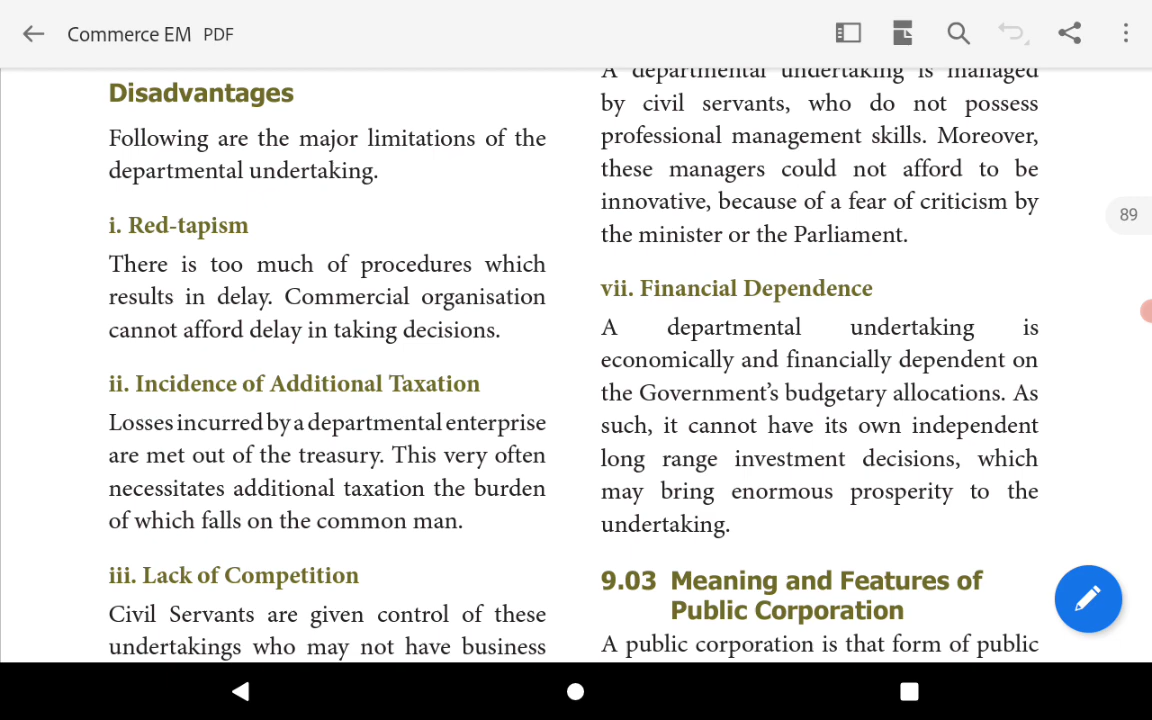 Commerce EM PDF
Disadvantages
Following are the major limitations of the
departmental undertaking.
i. Red-tapism
There is too much of procedures which
results in delay. Commercial organisation
cannot afford delay in taking decisions.
ii. Incidence of Additional Taxation
Losses incurred by a departmental enterprise
are met out of the treasury. This very often
necessitates additional taxation the burden
of which falls on the common man.
iii. Lack of Competition
Civil Servants are given control of these
undertakings who may not have business
A departmental undertaking is managed
by civil servants, who do not possess
professional management skills. Moreover,
these managers could not afford to be
innovative, because of a fear of criticism by
the minister or the Parliament.
vii. Financial Dependence
A departmental undertaking is
economically and financially dependent on
the Government's budgetary allocations. As
such, it cannot have its own independent
long range investment decisions, which
may bring enormous prosperity to the
undertaking.
9.03 Meaning and Features of
Public Corporation
A public corporation is that form of public
89